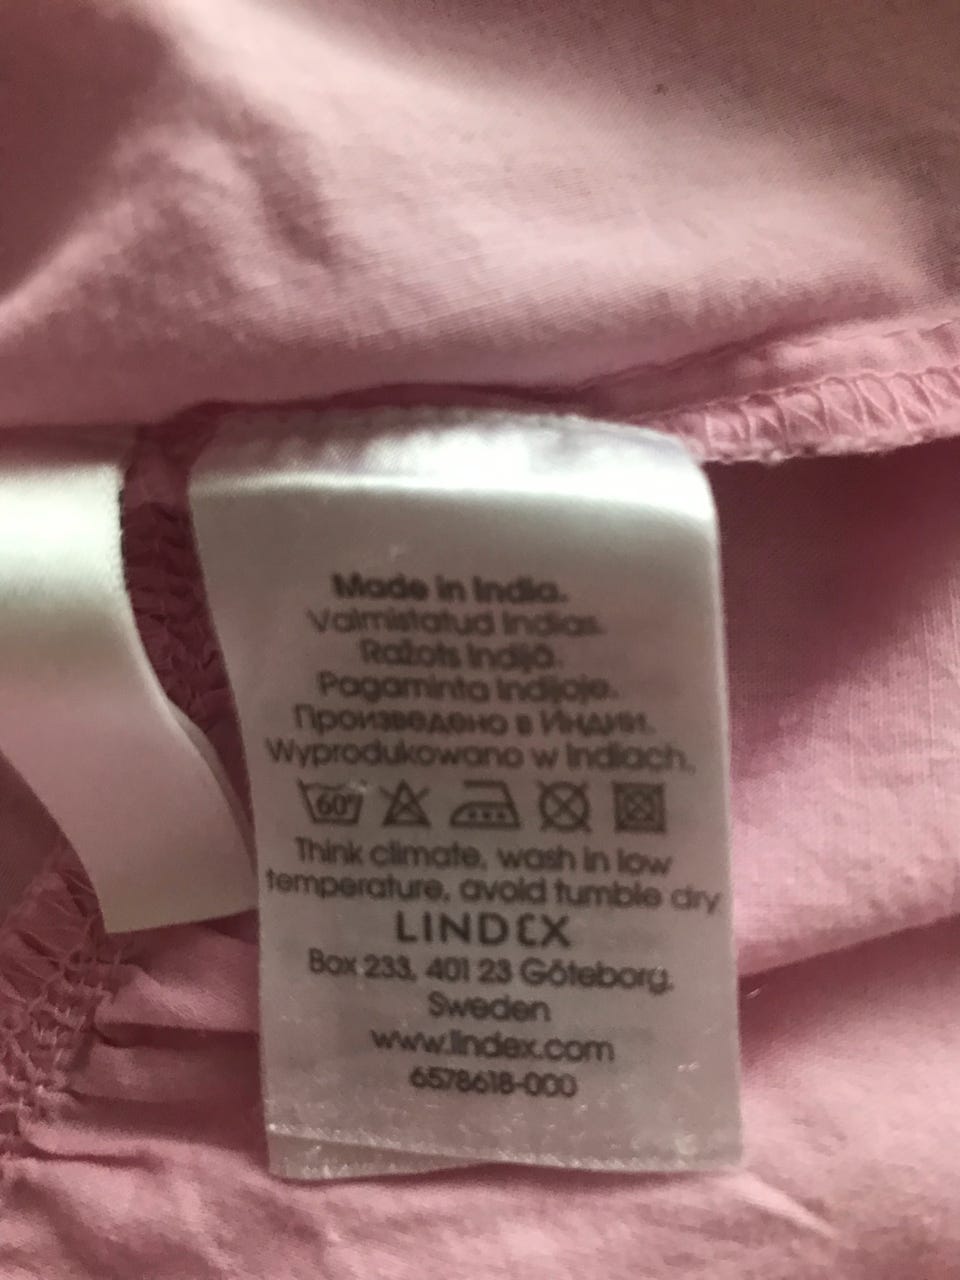 Made in India.
Valmistatud Indias.
Ražots Indijā.
Pagaminta Indijoje.
Произведено в Индии.
Wyprodukowano w Indiach.
60°
Think climate, wash in low
temperature, avoid tumble dry
LINDEX
Box 233, 401 23 Göteborg,
Sweden
www.lindex.com
6578618-000